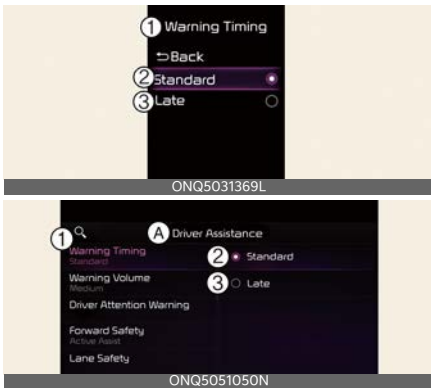 ① Warning Timing
⮌Back
② Standard
③ Late
ONQ5031369L
Ⓐ Driver Assistance
① Warning Timing
Standard
② Standard
Warning Volume
Medium
③ Late
Driver Attention Warning
Forward Safety
Active Assist
Lane Safety
ONQ5051050N